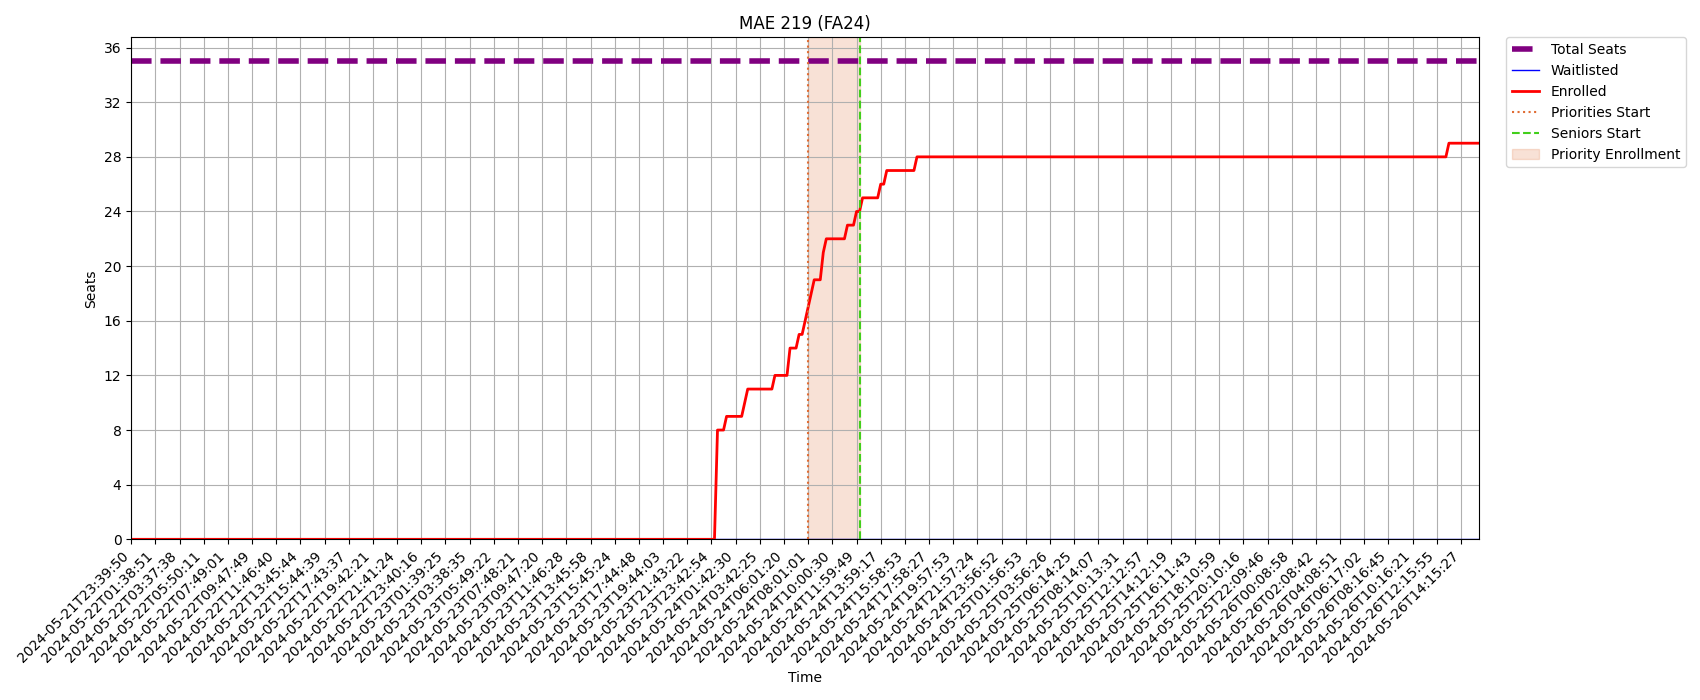 MAE 219 (FA24)
Total Seats
Waitlisted
Enrolled
Priorities Start
Seniors Start
Priority Enrollment
Seats
36
32
28
24
20
16
12
8
4
0
2024-05-21T23:39:50
2024-05-22T01:38:51
2024-05-22T03:37:38
2024-05-22T05:50:11
2024-05-22T07:49:01
2024-05-22T09:47:49
2024-05-22T11:46:40
2024-05-22T13:45:44
2024-05-22T15:44:39
2024-05-22T17:43:37
2024-05-22T19:42:21
2024-05-22T21:41:24
2024-05-22T23:40:16
2024-05-23T01:39:25
2024-05-23T03:38:35
2024-05-23T05:49:22
2024-05-23T07:48:21
2024-05-23T09:47:20
2024-05-23T11:46:28
2024-05-23T13:45:58
2024-05-23T15:45:24
2024-05-23T17:44:48
2024-05-23T19:44:03
2024-05-23T21:43:22
2024-05-23T23:42:54
2024-05-24T01:42:30
2024-05-24T03:42:25
2024-05-24T06:01:20
2024-05-24T08:01:01
2024-05-24T10:00:30
2024-05-24T11:59:49
2024-05-24T13:59:17
2024-05-24T15:58:53
2024-05-24T17:58:27
2024-05-24T19:57:53
2024-05-24T21:57:24
2024-05-24T23:56:52
2024-05-25T01:56:53
2024-05-25T03:56:26
2024-05-25T06:14:25
2024-05-25T08:14:07
2024-05-25T10:13:31
2024-05-25T12:12:57
2024-05-25T14:12:19
2024-05-25T16:11:43
2024-05-25T18:10:59
2024-05-25T20:10:16
2024-05-25T22:09:46
2024-05-26T00:08:58
2024-05-26T02:08:42
2024-05-26T04:08:51
2024-05-26T06:17:02
2024-05-26T08:16:45
2024-05-26T10:16:21
2024-05-26T12:15:55
2024-05-26T14:15:27
Time